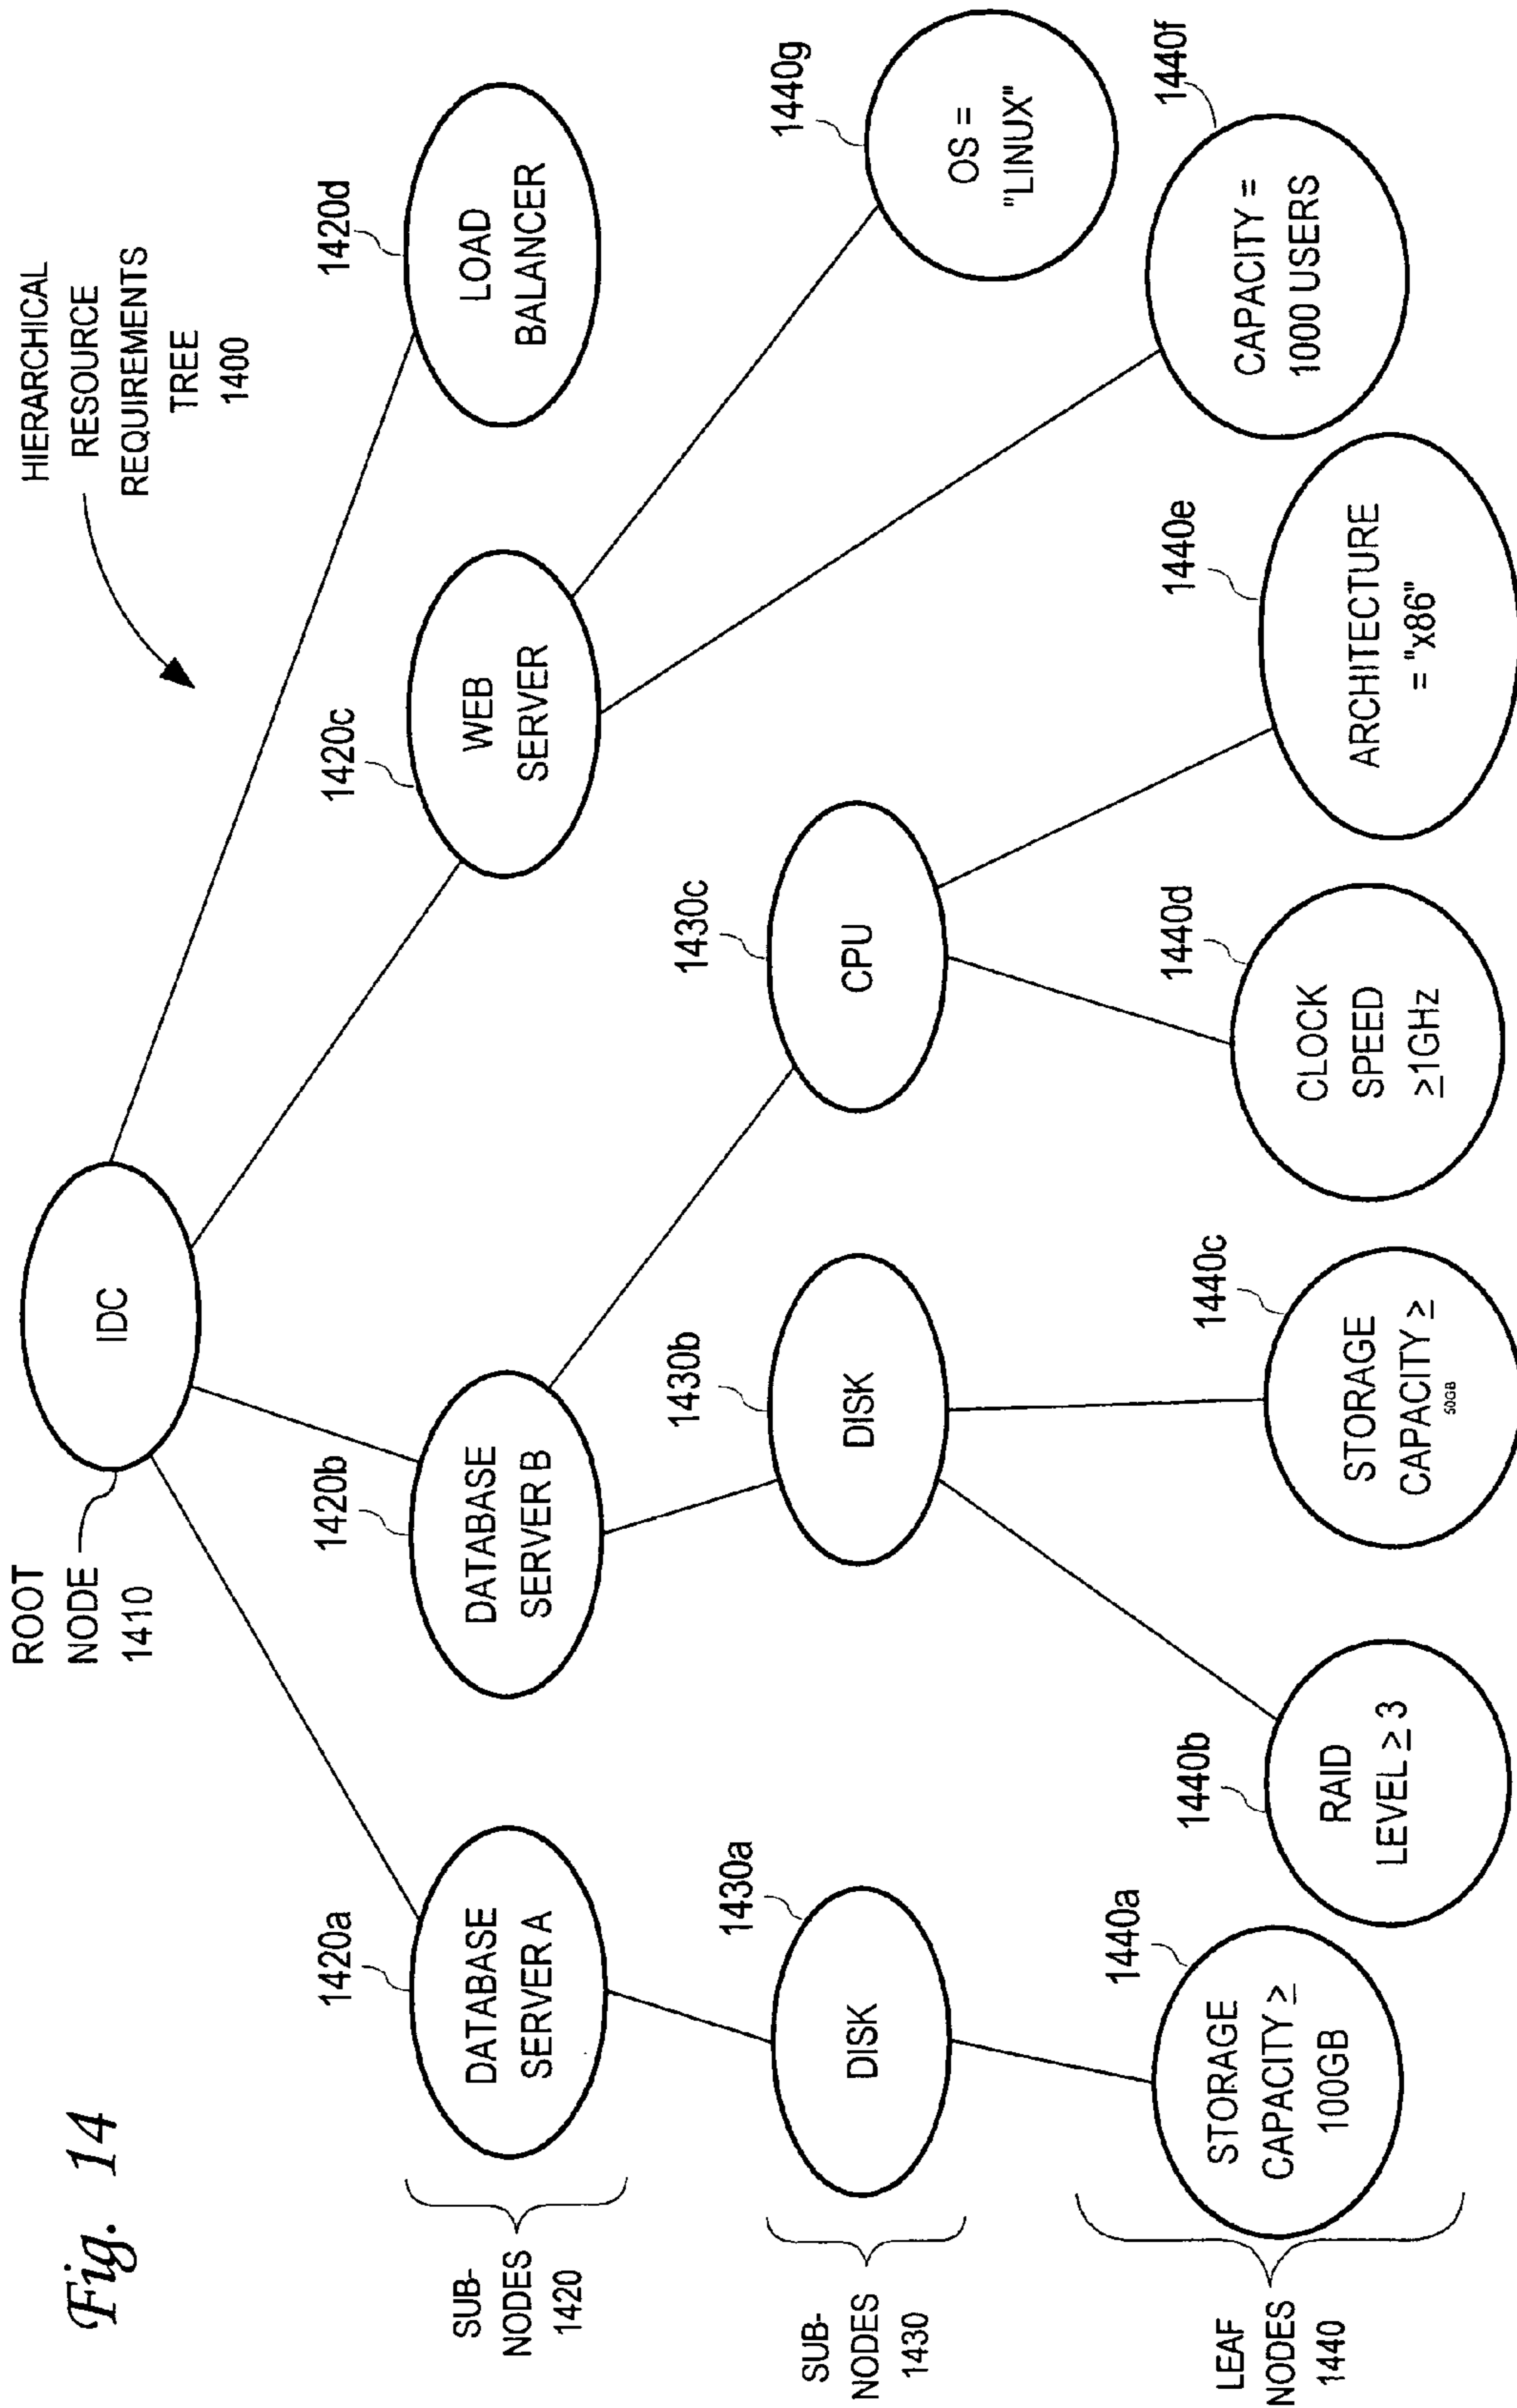 Fig. 14
HIERARCHICAL
RESOURCE
REQUIREMENTS
TREE
1400
ROOT
NODE
1410
IDC
SUB-
NODES
1420
1420a
DATABASE
SERVER A
1420b
DATABASE
SERVER B
1420c
WEB
SERVER
1420d
LOAD
BALANCER
SUB-
NODES
1430
1430a
DISK
1430b
DISK
1430c
CPU
LEAF
NODES
1440
1440a
STORAGE
CAPACITY ≥
100GB
1440b
RAID
LEVEL ≥ 3
1440c
STORAGE
CAPACITY ≥
50GB
1440d
CLOCK
SPEED
≥1GHz
1440e
ARCHITECTURE
= "x86"
1440f
CAPACITY =
1000 USERS
1440g
OS =
"LINUX"